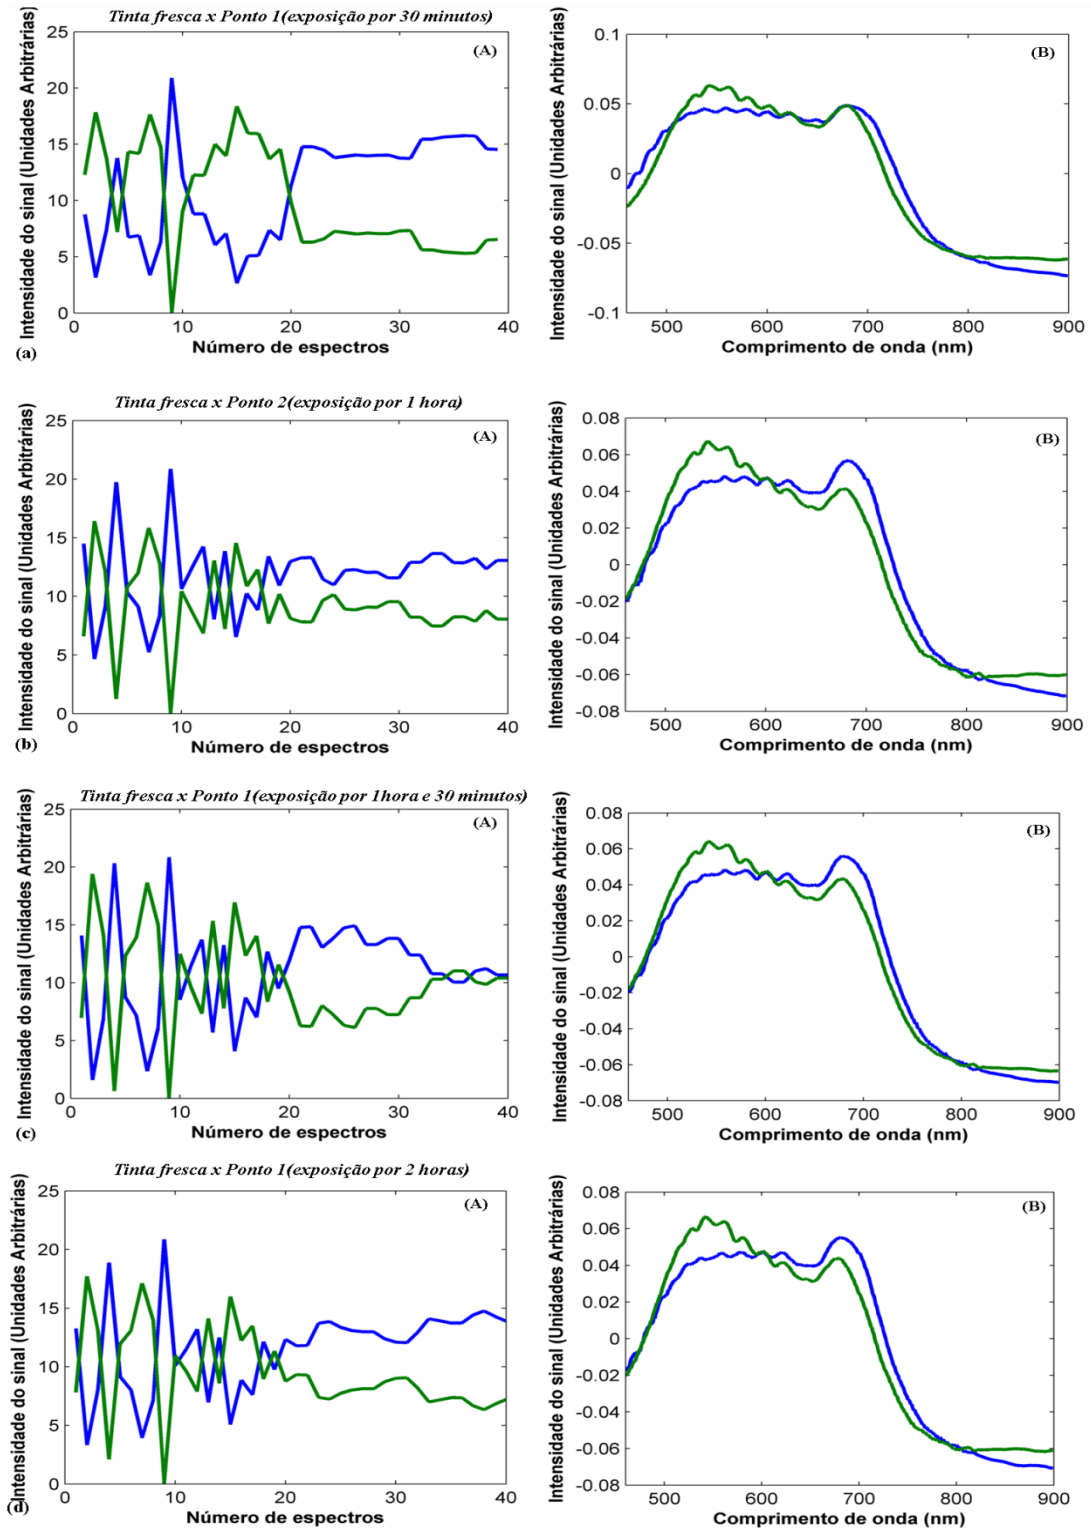 Tinta fresca x Ponto 1(exposição por 30 minutos)
Intensidade do sinal (Unidades Arbitrárias)
25
20
15
10
5
0
(A)
0 10 20 30 40
Número de espectros
(a)
Intensidade do sinal (Unidades Arbitrárias)
0.1
0.05
0
-0.05
-0.1
(B)
500 600 700 800 900
Comprimento de onda (nm)
Tinta fresca x Ponto 2(exposição por 1 hora)
Intensidade do sinal (Unidades Arbitrárias)
25
20
15
10
5
0
(A)
0 10 20 30 40
Número de espectros
(b)
Intensidade do sinal (Unidades Arbitrárias)
0.08
0.06
0.04
0.02
0
-0.02
-0.04
-0.06
-0.08
(B)
500 600 700 800 900
Comprimento de onda (nm)
Tinta fresca x Ponto 1(exposição por 1hora e 30 minutos)
Intensidade do sinal (Unidades Arbitrárias)
25
20
15
10
5
0
(A)
0 10 20 30 40
Número de espectros
(c)
Intensidade do sinal (Unidades Arbitrárias)
0.08
0.06
0.04
0.02
0
-0.02
-0.04
-0.06
-0.08
(B)
500 600 700 800 900
Comprimento de onda (nm)
Tinta fresca x Ponto 1(exposição por 2 horas)
Intensidade do sinal (Unidades Arbitrárias)
25
20
15
10
5
0
(A)
0 10 20 30 40
Número de espectros
(d)
Intensidade do sinal (Unidades Arbitrárias)
0.08
0.06
0.04
0.02
0
-0.02
-0.04
-0.06
-0.08
(B)
500 600 700 800 900
Comprimento de onda (nm)